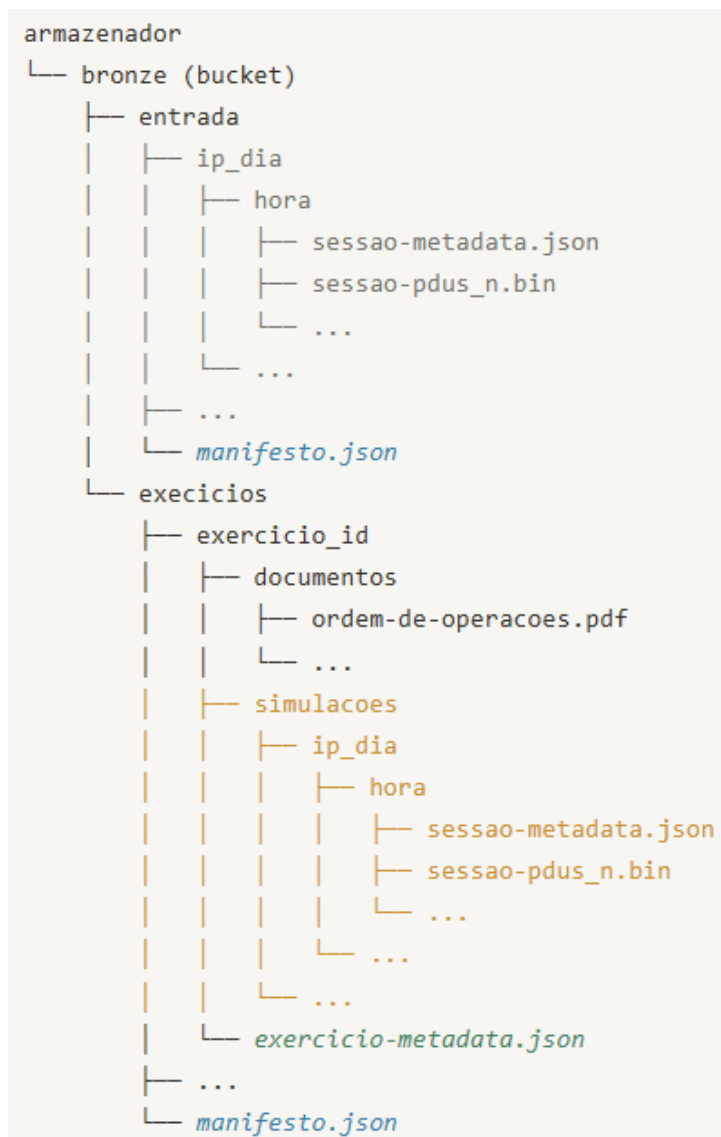 armazenador
└── bronze (bucket)
    ├── entrada
    │   ├── ip_dia
    │   │   ├── hora
    │   │   │   ├── sessao-metadata.json
    │   │   │   ├── sessao-pdus_n.bin
    │   │   │   └── ...
    │   │   └── ...
    │   ├── ...
    │   └── manifesto.json
    └── execicios
        ├── exercicio_id
        │   ├── documentos
        │   │   ├── ordem-de-operacoes.pdf
        │   │   └── ...
        │   ├── simulacoes
        │   │   ├── ip_dia
        │   │   │   ├── hora
        │   │   │   │   ├── sessao-metadata.json
        │   │   │   │   ├── sessao-pdus_n.bin
        │   │   │   │   └── ...
        │   │   │   └── ...
        │   │   └── ...
        │   └── exercicio-metadata.json
        ├── ...
        └── manifesto.json